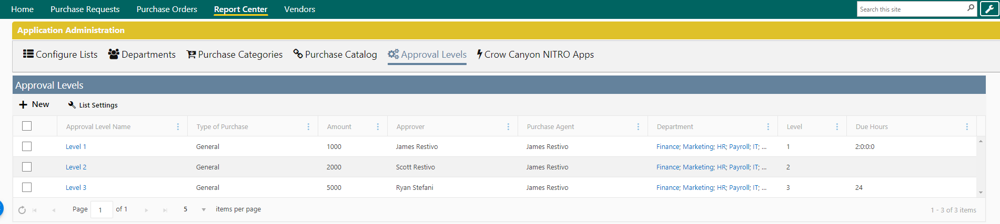 Home Purchase Requests Purchase Orders Report Center Vendors Search this site
Application Administration
Configure Lists Departments Purchase Categories Purchase Catalog Approval Levels Crow Canyon NITRO Apps
Approval Levels
New List Settings
Approval Level Name Type of Purchase Amount Approver Purchase Agent Department Level Due Hours
Level 1 General 1000 James Restivo James Restivo Finance; Marketing; HR; Payroll; IT; ... 1 2:0:0:0
Level 2 General 2000 Scott Restivo James Restivo Finance; Marketing; HR; Payroll; IT; ... 2
Level 3 General 5000 Ryan Stefani James Restivo Finance; Marketing; HR; Payroll; IT; ... 3 24
Page 1 of 1 5 items per page 1 - 3 of 3 items